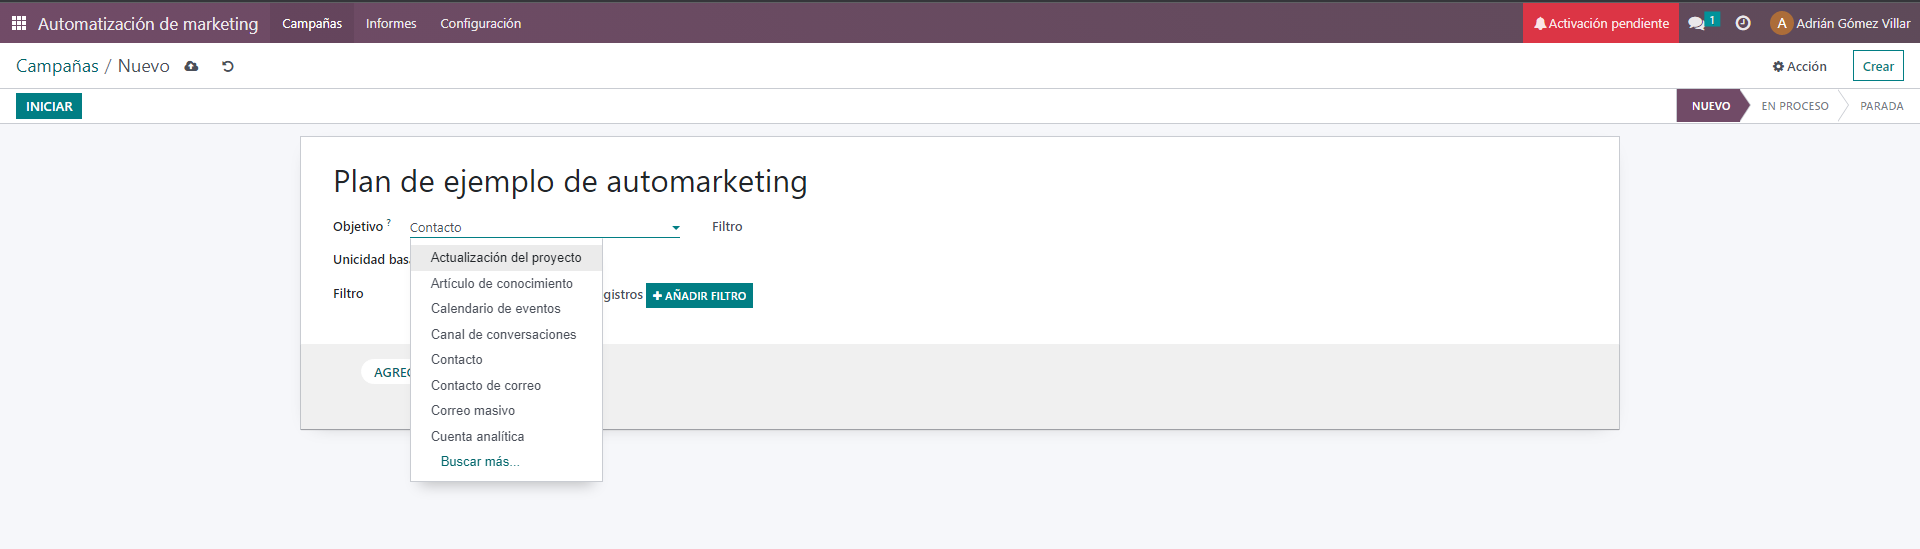 Automatización de marketing Campañas Informes Configuración Activación pendiente 1 A Adrián Gómez Villar
Campañas / Nuevo Acción Crear
INICIAR NUEVO EN PROCESO PARADA
Plan de ejemplo de automarketing
Objetivo ? Contacto Filtro
Unicidad bas
Filtro gistros + AÑADIR FILTRO
AGREG
Actualización del proyecto
Artículo de conocimiento
Calendario de eventos
Canal de conversaciones
Contacto
Contacto de correo
Correo masivo
Cuenta analítica
Buscar más...